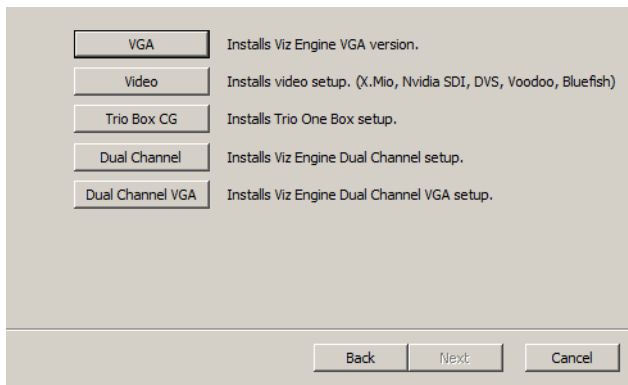 VGA Installs Viz Engine VGA version.
Video Installs video setup. (X.Mio, Nvidia SDI, DVS, Voodoo, Bluefish)
Trio Box CG Installs Trio One Box setup.
Dual Channel Installs Viz Engine Dual Channel setup.
Dual Channel VGA Installs Viz Engine Dual Channel VGA setup.
Back Next Cancel